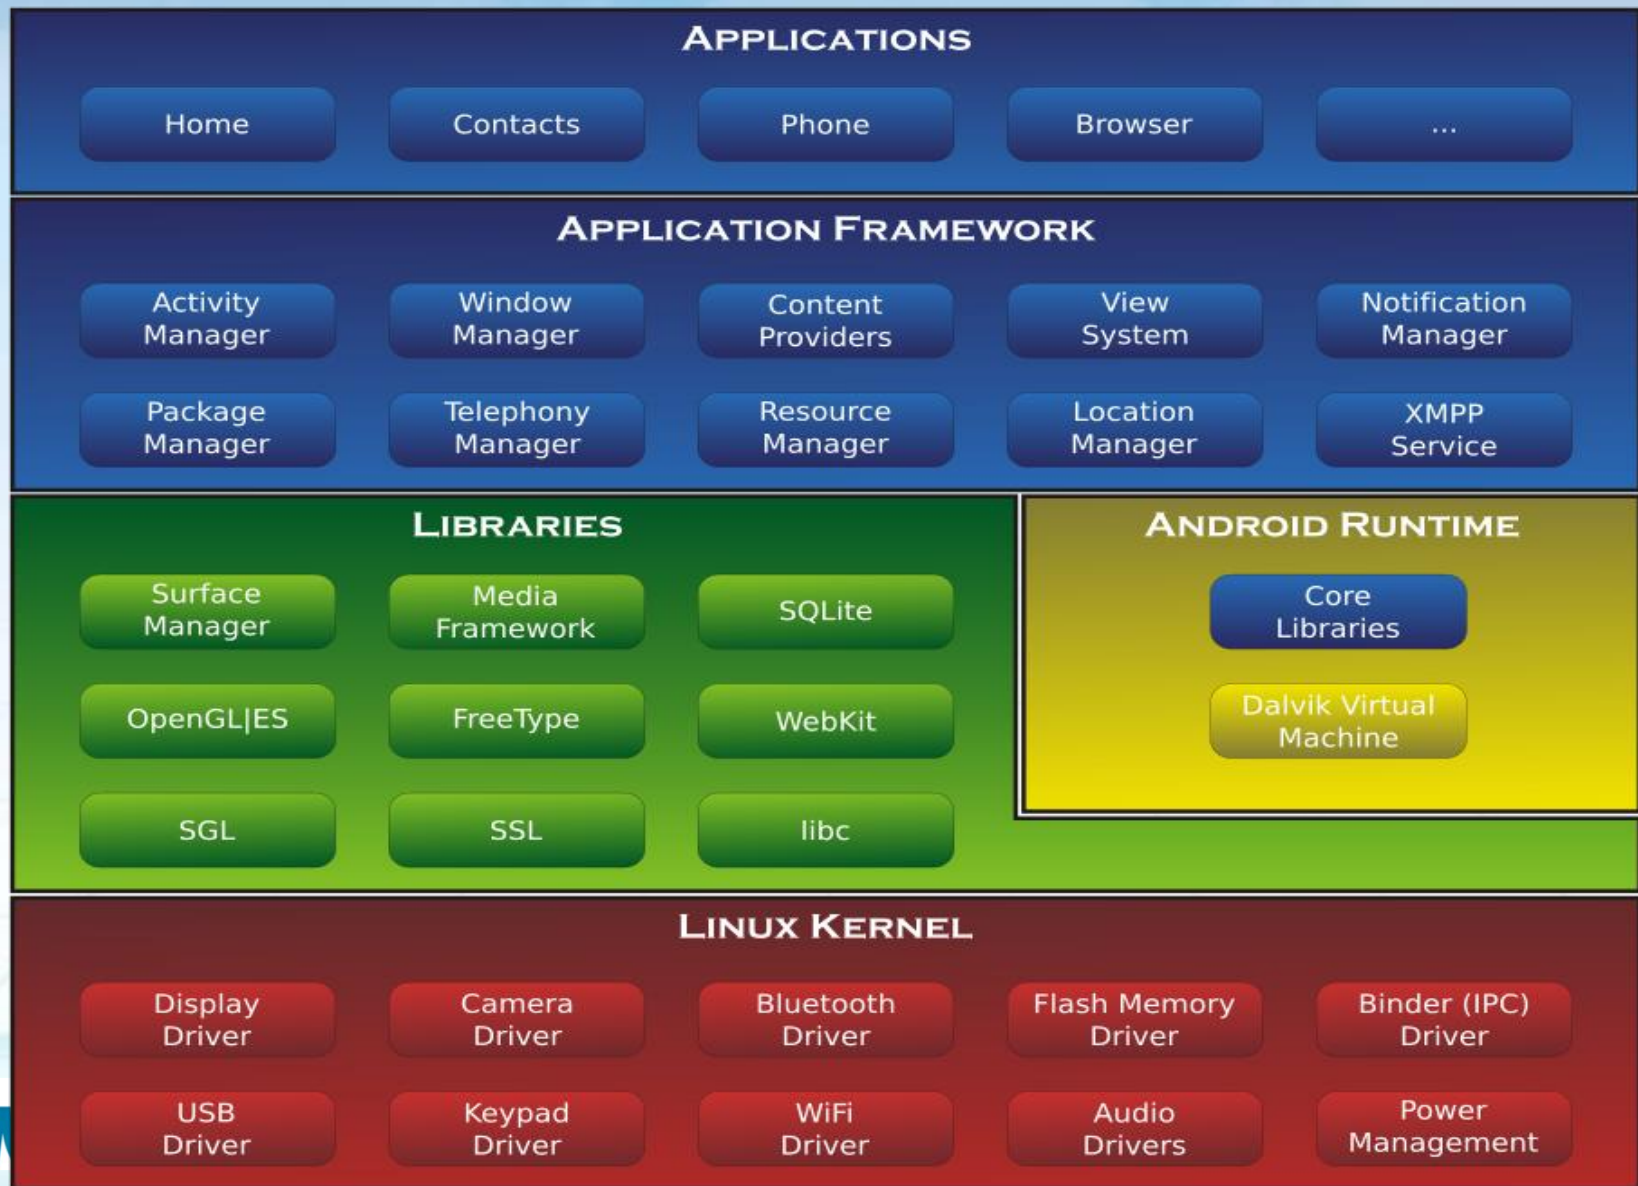 APPLICATIONS
Home
Contacts
Phone
Browser
...
APPLICATION FRAMEWORK
Activity
Manager
Window
Manager
Content
Providers
View
System
Notification
Manager
Package
Manager
Telephony
Manager
Resource
Manager
Location
Manager
XMPP
Service
LIBRARIES
Surface
Manager
Media
Framework
SQLite
OpenGL|ES
FreeType
WebKit
SGL
SSL
libc
ANDROID RUNTIME
Core
Libraries
Dalvik Virtual
Machine
LINUX KERNEL
Display
Driver
Camera
Driver
Bluetooth
Driver
Flash Memory
Driver
Binder (IPC)
Driver
USB
Driver
Keypad
Driver
WiFi
Driver
Audio
Drivers
Power
Management